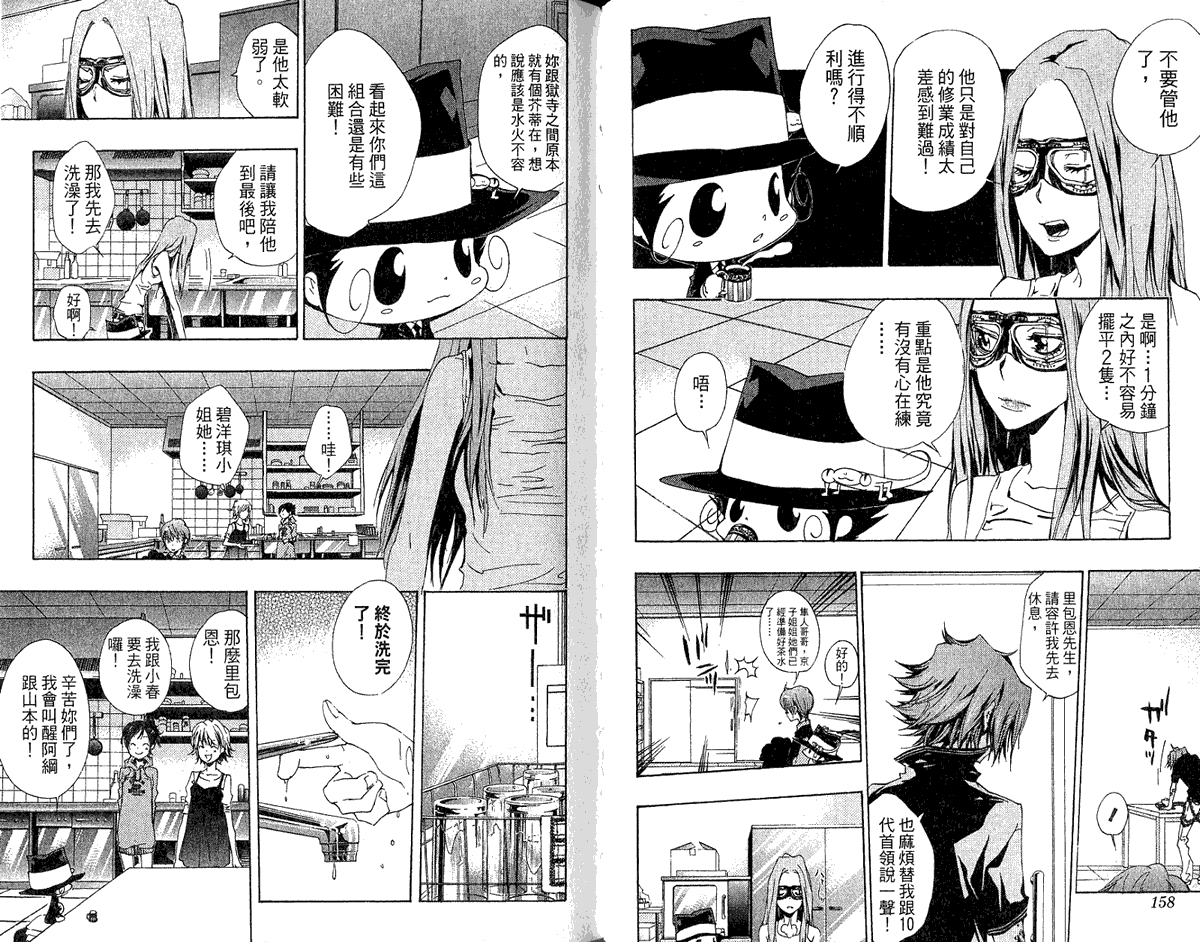 不要管他
了，
他只是對自己
的修業成績太
差感到難過！
進行得不順
利嗎？
是啊…1分鐘
之內好不容易
擺平2隻…
重點是他究竟
有沒有心在練
……
唔…
ガタッ
！
里包恩先生，
請容許我先去
休息，
也麻煩替我跟10
代首領說一聲！
好的！
隼人哥哥，京
子姐姐她們已
經準備好茶水
了……
158
妳跟獄寺之間原本
就有個芥蒂在，想
說應該是水火不容
的，
看起來你們這
組合還是有些
困難！
是他太軟
弱了。
請讓我陪他
到最後吧，
那我先去
洗澡了！
好啊！
……哇！
碧洋琪小
姐她……
終於洗完
了！
那麼里包
恩！
我跟小春
要去洗澡
囉！
辛苦妳們了，
我會叫醒阿綱
跟山本的！